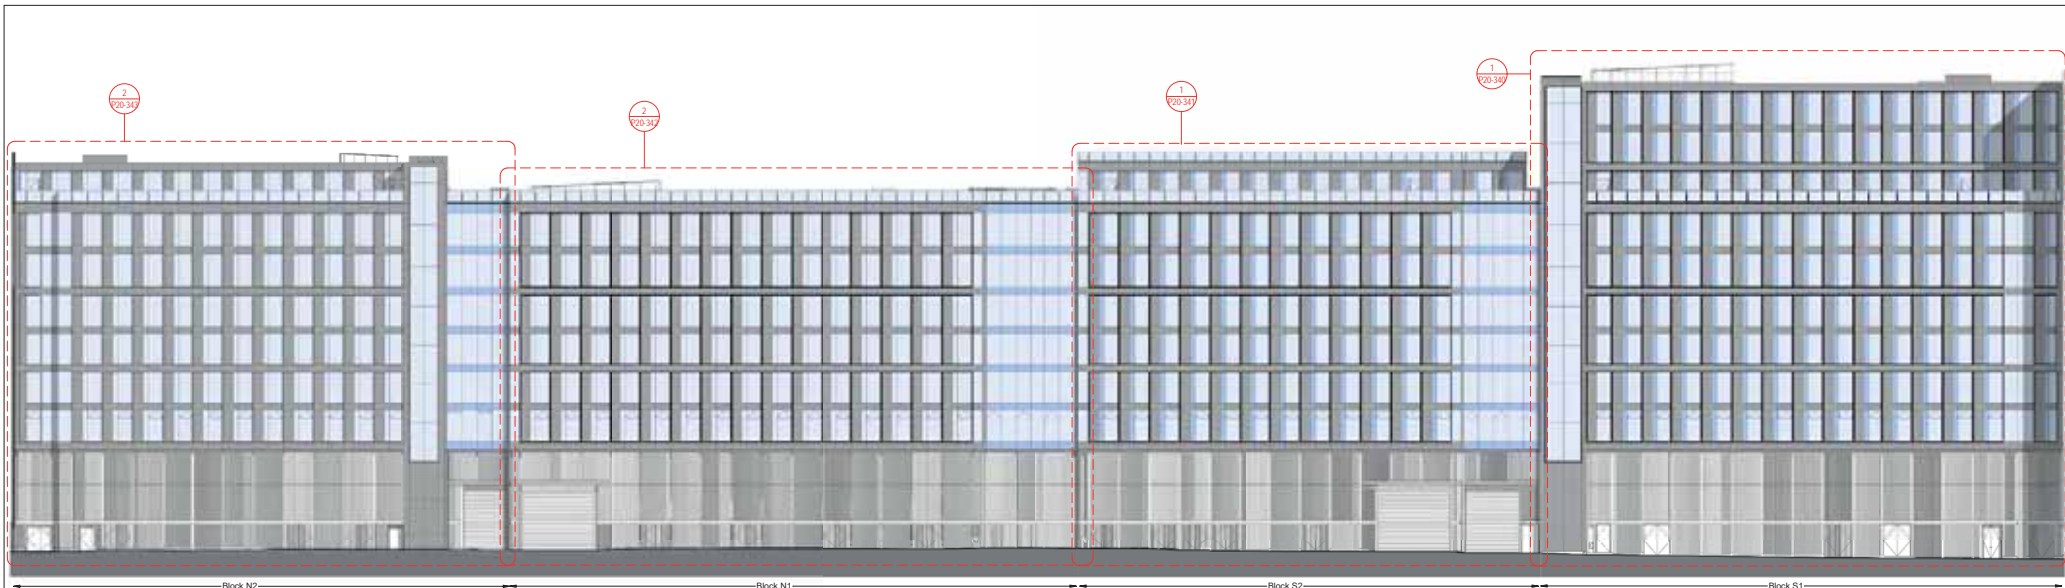 2
P20-343
2
P20-342
1
P20-341
1
P20-340
Block N2
Block N1
Block S2
Block S1